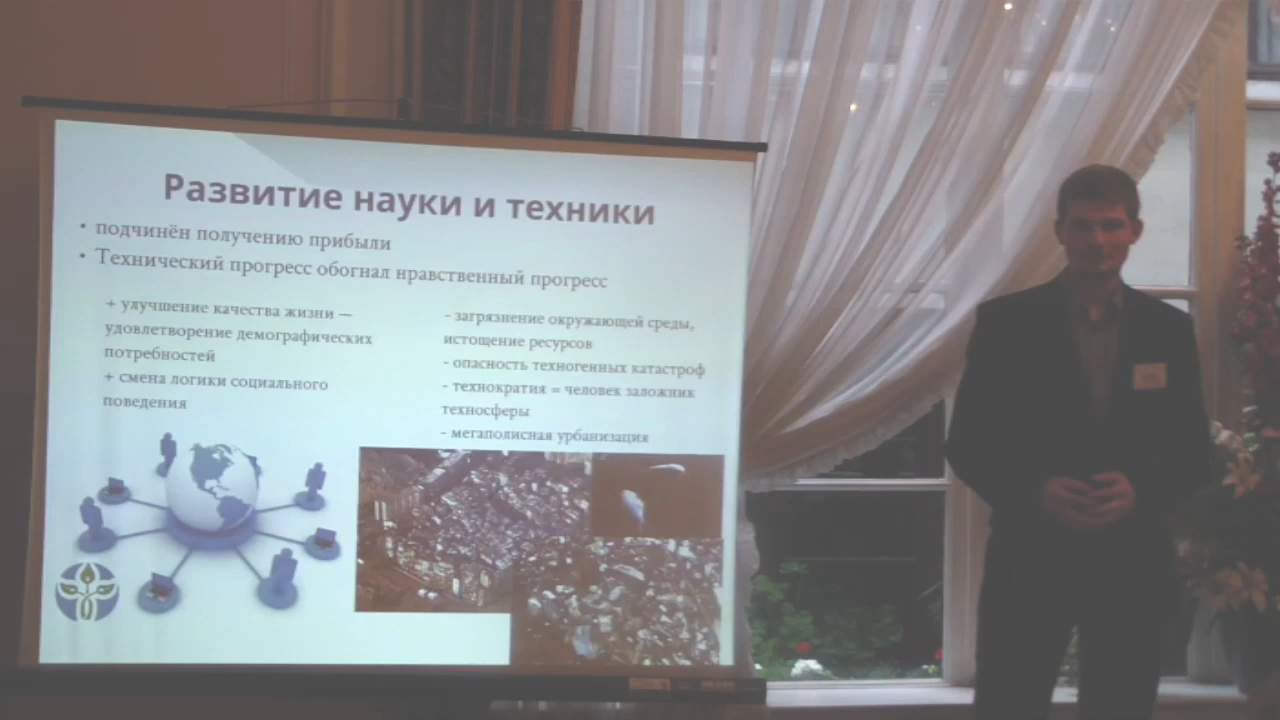 Развитие науки и техники
• подчинён получению прибыли
• Технический прогресс обогнал нравственный прогресс
+ улучшение качества жизни —
удовлетворение демографических
потребностей
+ смена логики социального
поведения
- загрязнение окружающей среды,
истощение ресурсов
- опасность техногенных катастроф
- технократия = человек заложник
техносферы
- мегаполисная урбанизация